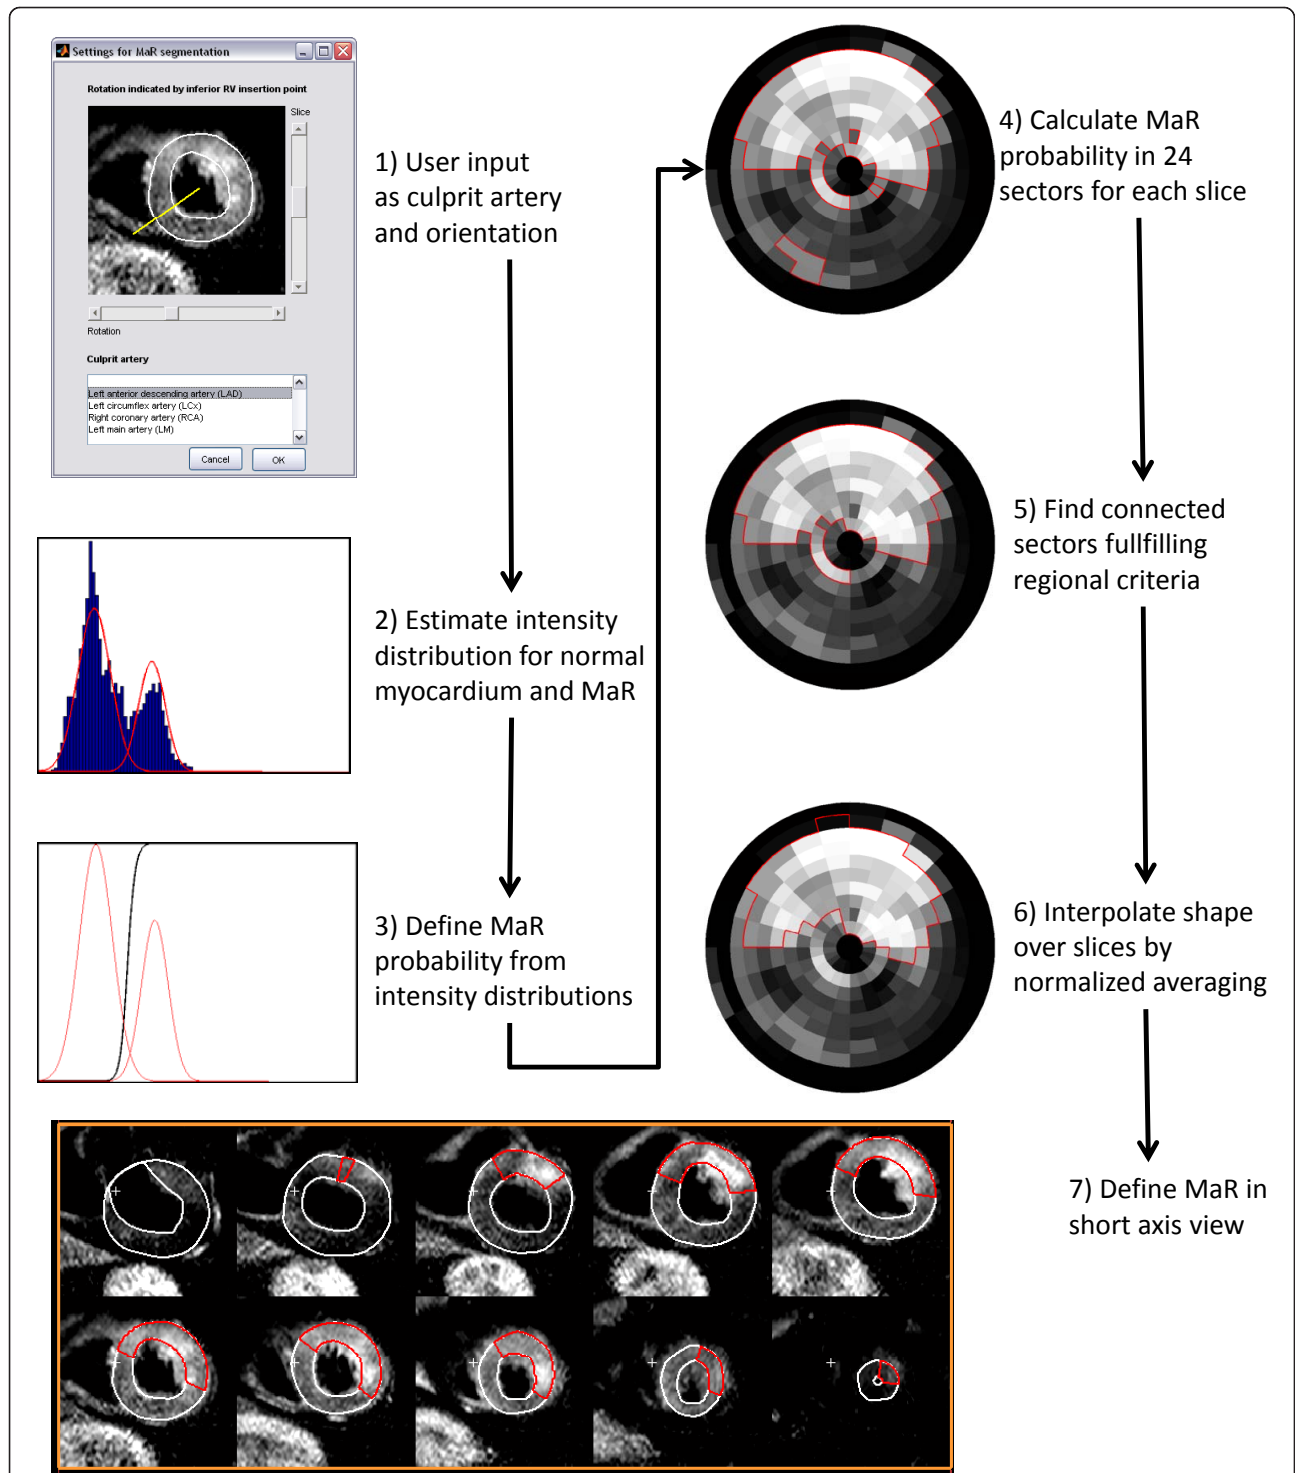 Settings for MaR segmentation
Rotation indicated by inferior RV insertion point
Slice
Rotation
Culprit artery
Left anterior descending artery (LAD)
Left circumflex artery (LCx)
Right coronary artery (RCA)
Left main artery (LM)
Cancel
OK
1) User input
as culprit artery
and orientation
2) Estimate intensity
distribution for normal
myocardium and MaR
3) Define MaR
probability from
intensity distributions
4) Calculate MaR
probability in 24
sectors for each slice
5) Find connected
sectors fullfilling
regional criteria
6) Interpolate shape
over slices by
normalized averaging
7) Define MaR in
short axis view